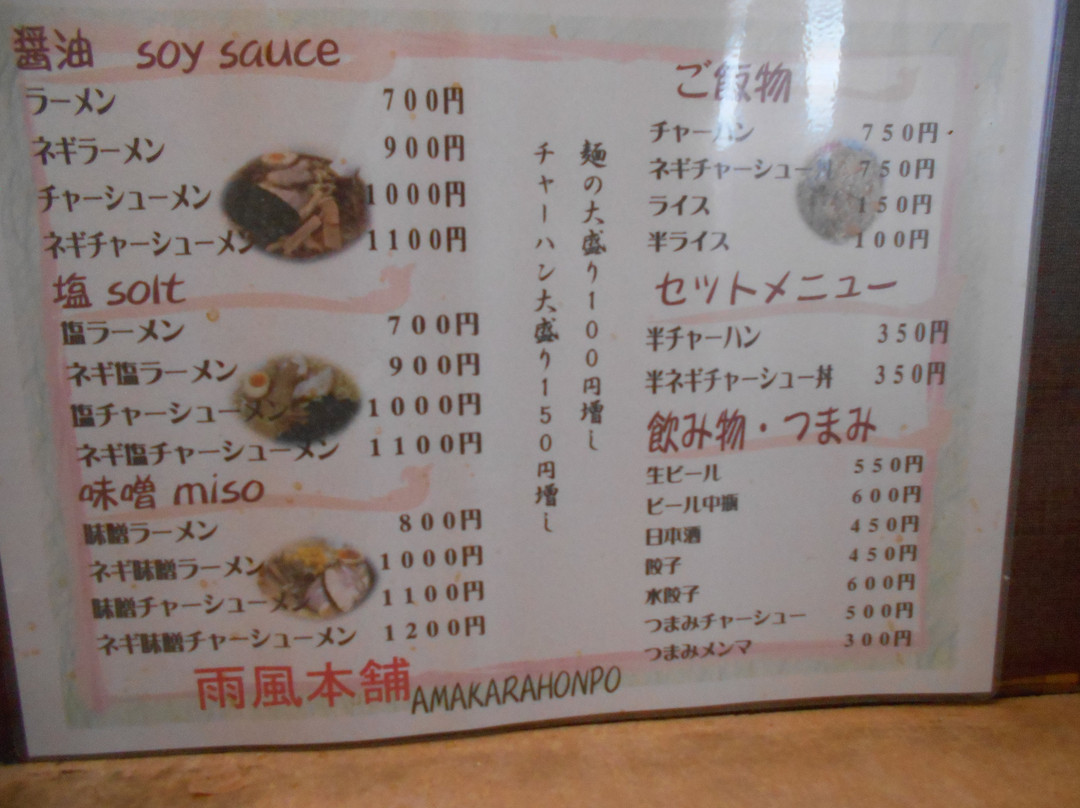 醤油 soy sauce
ラーメン 700円
ネギラーメン 900円
チャーシューメン 1000円
ネギチャーシューメン 1100円
塩 solt
塩ラーメン 700円
ネギ塩ラーメン 900円
塩チャーシューメン 1000円
ネギ塩チャーシューメン 1100円
味噌 miso
味噌ラーメン 800円
ネギ味噌ラーメン 1000円
味噌チャーシューメン 1100円
ネギ味噌チャーシューメン 1200円
麺の大盛り100円増し
チャーハン大盛り150円増し
ご飯物
チャーハン 750円
ネギチャーシュー丼 750円
ライス 150円
半ライス 100円
セットメニュー
半チャーハン 350円
半ネギチャーシュー丼 350円
飲み物・つまみ
生ビール 550円
ビール中瓶 600円
日本酒 450円
餃子 450円
水餃子 600円
つまみチャーシュー 500円
つまみメンマ 300円
雨風本舗 AMAKARAHONPO